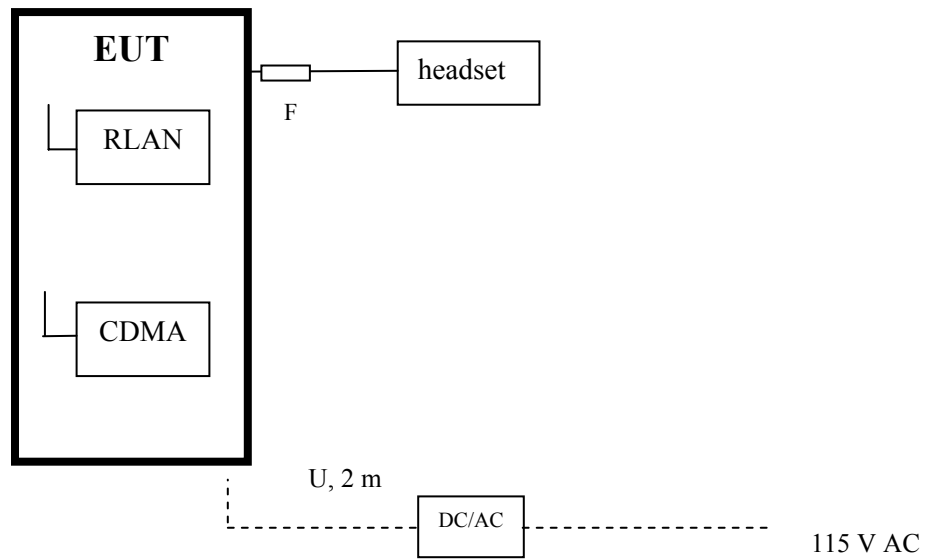 EUT
headset
F
RLAN
CDMA
U, 2 m
DC/AC
115 V AC